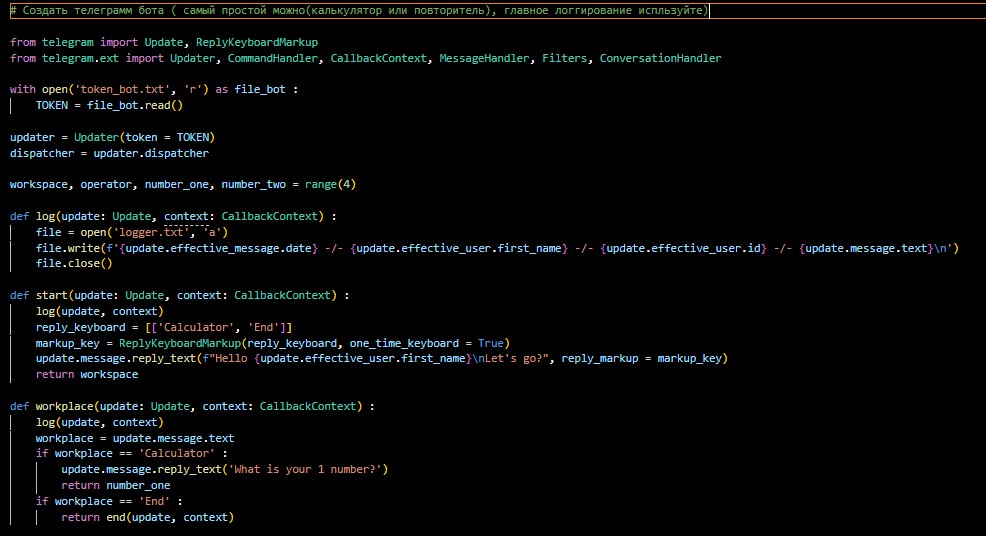 # Создать телеграмм бота ( самый простой можно(калькулятор или повторитель), главное логгирование испльзуйте)
from telegram import Update, ReplyKeyboardMarkup
from telegram.ext import Updater, CommandHandler, CallbackContext, MessageHandler, Filters, ConversationHandler
with open('token_bot.txt', 'r') as file_bot :
    TOKEN = file_bot.read()
updater = Updater(token = TOKEN)
dispatcher = updater.dispatcher
workspace, operator, number_one, number_two = range(4)
def log(update: Update, context: CallbackContext) :
    file = open('logger.txt', 'a')
    file.write(f'{update.effective_message.date} -/- {update.effective_user.first_name} -/- {update.effective_user.id} -/- {update.message.text}\n')
    file.close()
def start(update: Update, context: CallbackContext) :
    log(update, context)
    reply_keyboard = [['Calculator', 'End']]
    markup_key = ReplyKeyboardMarkup(reply_keyboard, one_time_keyboard = True)
    update.message.reply_text(f"Hello {update.effective_user.first_name}\nLet's go?", reply_markup = markup_key)
    return workspace
def workplace(update: Update, context: CallbackContext) :
    log(update, context)
    workplace = update.message.text
    if workplace == 'Calculator' :
        update.message.reply_text('What is your 1 number?')
        return number_one
    if workplace == 'End' :
        return end(update, context)